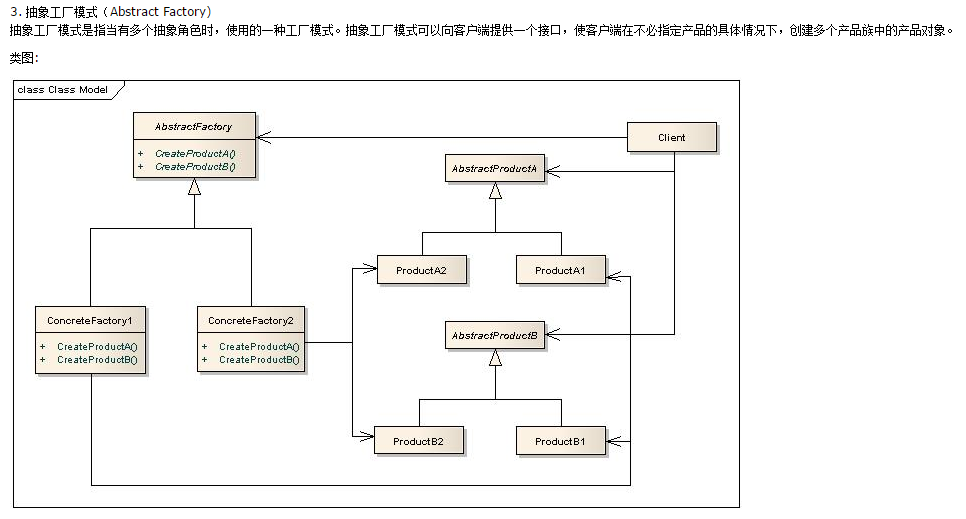 3. 抽象工厂模式（Abstract Factory）
抽象工厂模式是指当有多个抽象角色时，使用的一种工厂模式。抽象工厂模式可以向客户端提供一个接口，使客户端在不必指定产品的具体情况下，创建多个产品族中的产品对象。
类图：
class Class Model
AbstractFactory
+ CreateProductA()
+ CreateProductB()
Client
AbstractProductA
ProductA2
ProductA1
ConcreteFactory1
+ CreateProductA()
+ CreateProductB()
ConcreteFactory2
+ CreateProductA()
+ CreateProductB()
AbstractProductB
ProductB2
ProductB1